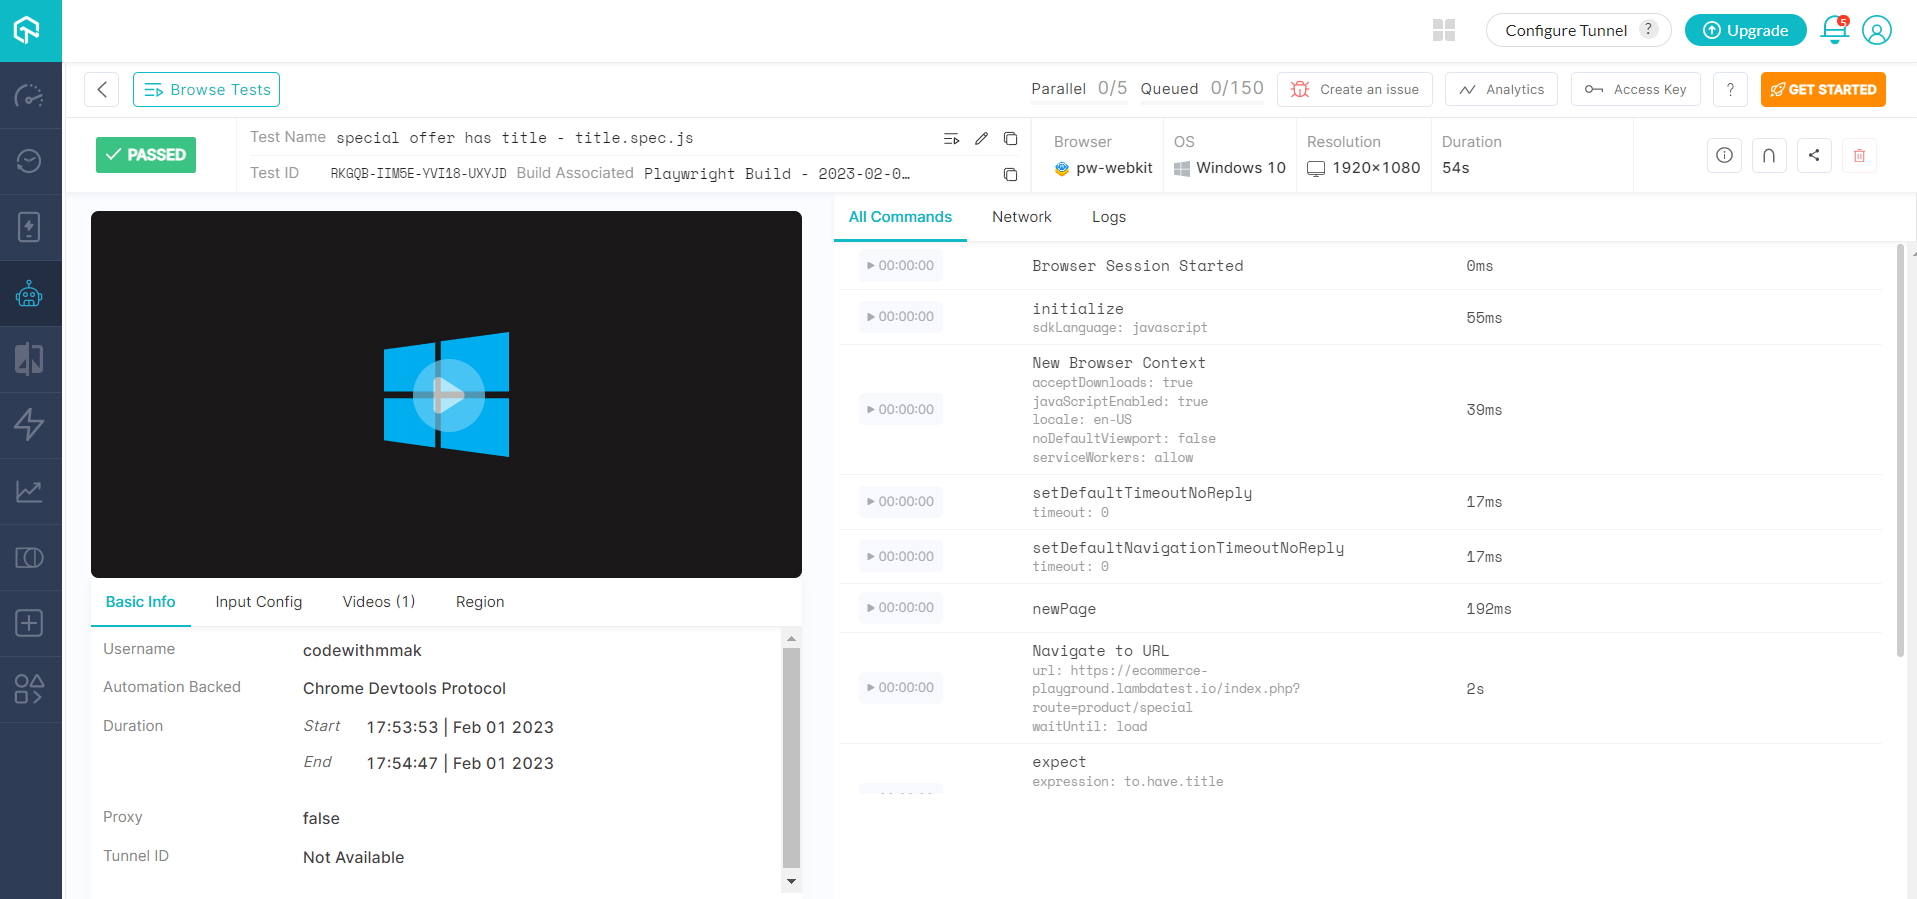 Configure Tunnel ?
Upgrade
5
Browse Tests
Parallel 0/5 Queued 0/150
Create an issue
Analytics
Access Key
?
GET STARTED
PASSED
Test Name special offer has title - title.spec.js
Test ID RKGQB-IIM5E-YVI18-UXYJD Build Associated Playwright Build - 2023-02-0…
Browser
pw-webkit
OS
Windows 10
Resolution
1920×1080
Duration
54s
All Commands
Network
Logs
00:00:00 Browser Session Started 0ms
00:00:00 initialize 55ms
sdkLanguage: javascript
New Browser Context
acceptDownloads: true
javaScriptEnabled: true
00:00:00 39ms
locale: en-US
noDefaultViewport: false
serviceWorkers: allow
00:00:00 setDefaultTimeoutNoReply 17ms
timeout: 0
00:00:00 setDefaultNavigationTimeoutNoReply 17ms
timeout: 0
00:00:00 newPage 192ms
Navigate to URL
url: https://ecommerce-
00:00:00 playground.lambdatest.io/index.php? 2s
route=product/special
waitUntil: load
expect
expression: to.have.title
Basic Info
Input Config
Videos (1)
Region
Username codewithmmak
Automation Backed Chrome Devtools Protocol
Duration Start 17:53:53 | Feb 01 2023
End 17:54:47 | Feb 01 2023
Proxy false
Tunnel ID Not Available